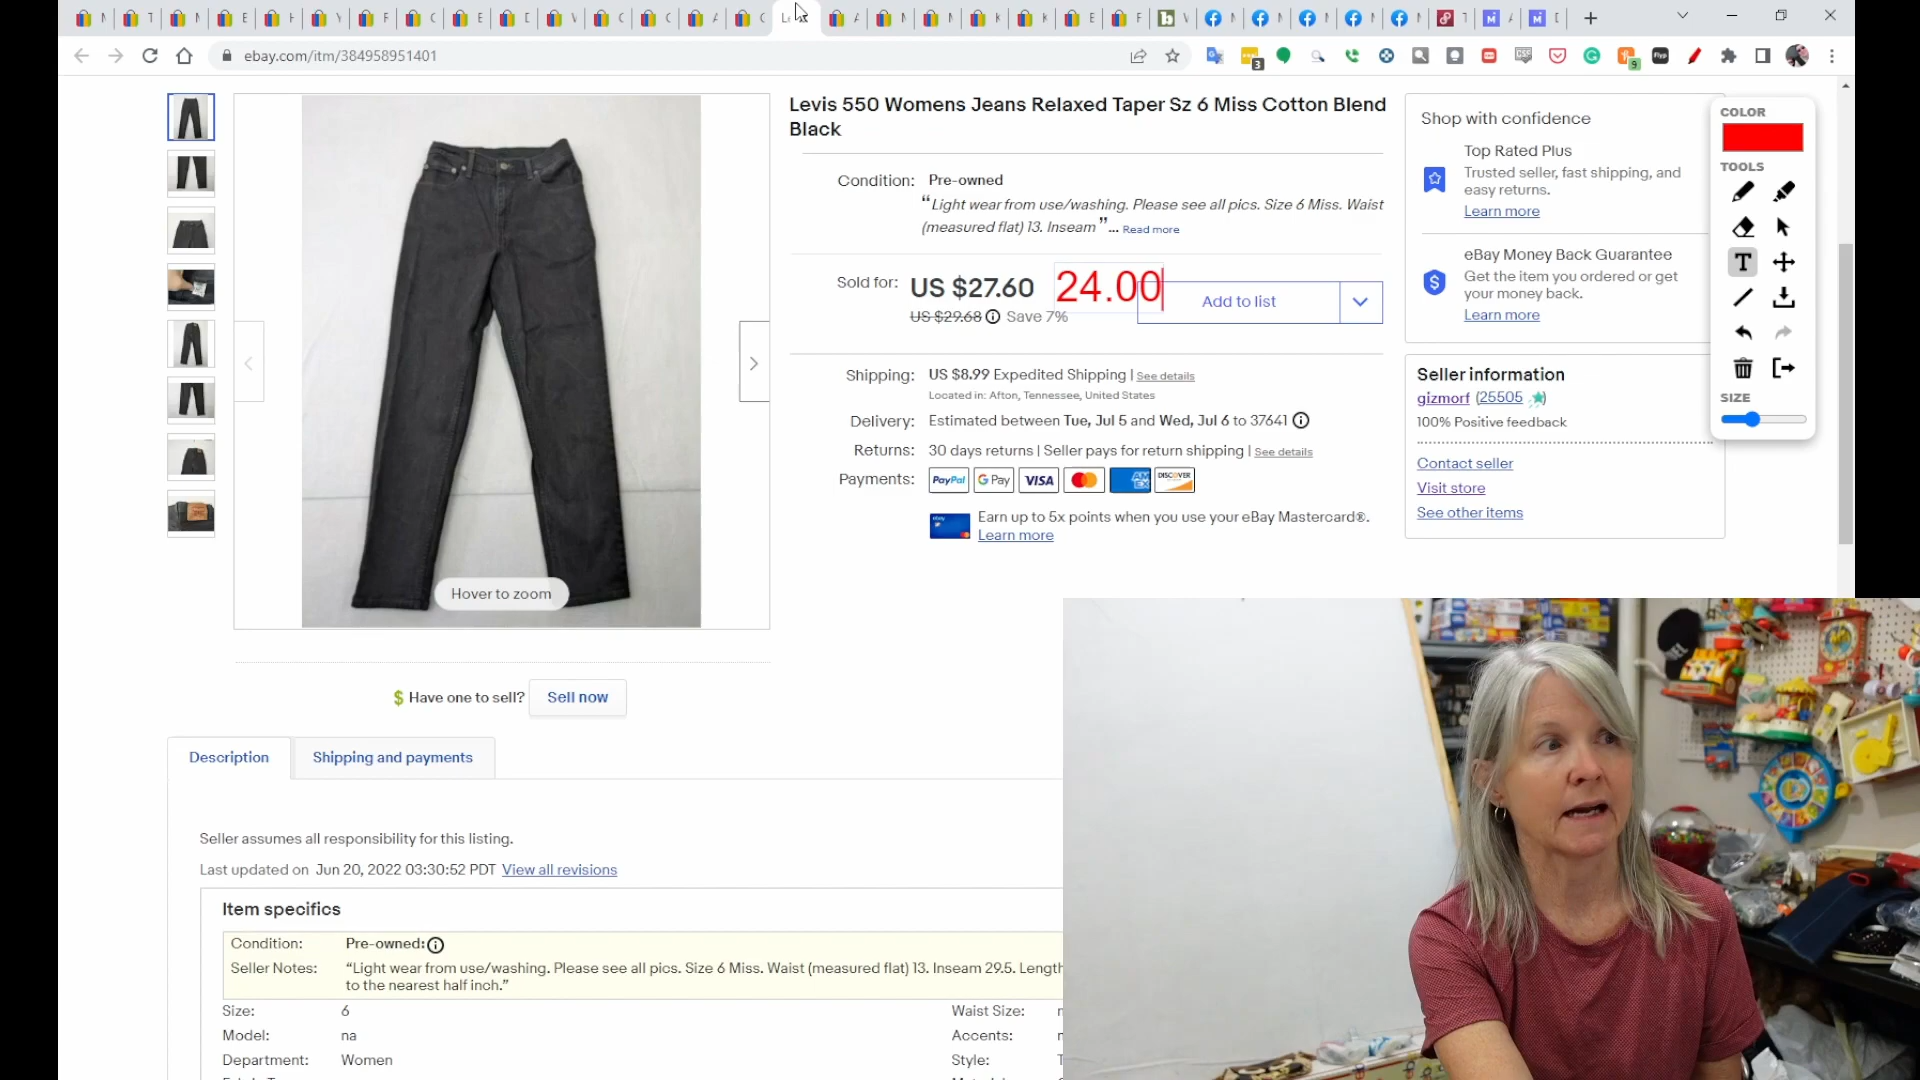 ebay.com/itm/384958951401
3
9
Levis 550 Womens Jeans Relaxed Taper Sz 6 Miss Cotton Blend
Black
Condition: Pre-owned
“Light wear from use/washing. Please see all pics. Size 6 Miss. Waist
(measured flat) 13. Inseam ”... Read more
Sold for: US $27.60 24.00
US $29.68 Save 7%
Add to list
Shipping: US $8.99 Expedited Shipping | See details
Located in: Afton, Tennessee, United States
Delivery: Estimated between Tue, Jul 5 and Wed, Jul 6 to 37641
Returns: 30 days returns | Seller pays for return shipping | See details
Payments: PayPal G Pay VISA AM EX DISCOVER
Earn up to 5x points when you use your eBay Mastercard®.
Learn more
Shop with confidence
Top Rated Plus
Trusted seller, fast shipping, and
easy returns.
Learn more
eBay Money Back Guarantee
Get the item you ordered or get
your money back.
Learn more
Seller information
gizmorf (25505)
100% Positive feedback
Contact seller
Visit store
See other items
COLOR
TOOLS
T
SIZE
Hover to zoom
$ Have one to sell? Sell now
Description Shipping and payments
Seller assumes all responsibility for this listing.
Last updated on Jun 20, 2022 03:30:52 PDT View all revisions
Item specifics
Condition: Pre-owned:
Seller Notes: “Light wear from use/washing. Please see all pics. Size 6 Miss. Waist (measured flat) 13. Inseam 29.5. Length
to the nearest half inch.”
Size: 6 Waist Size:
Model: na Accents:
Department: Women Style: